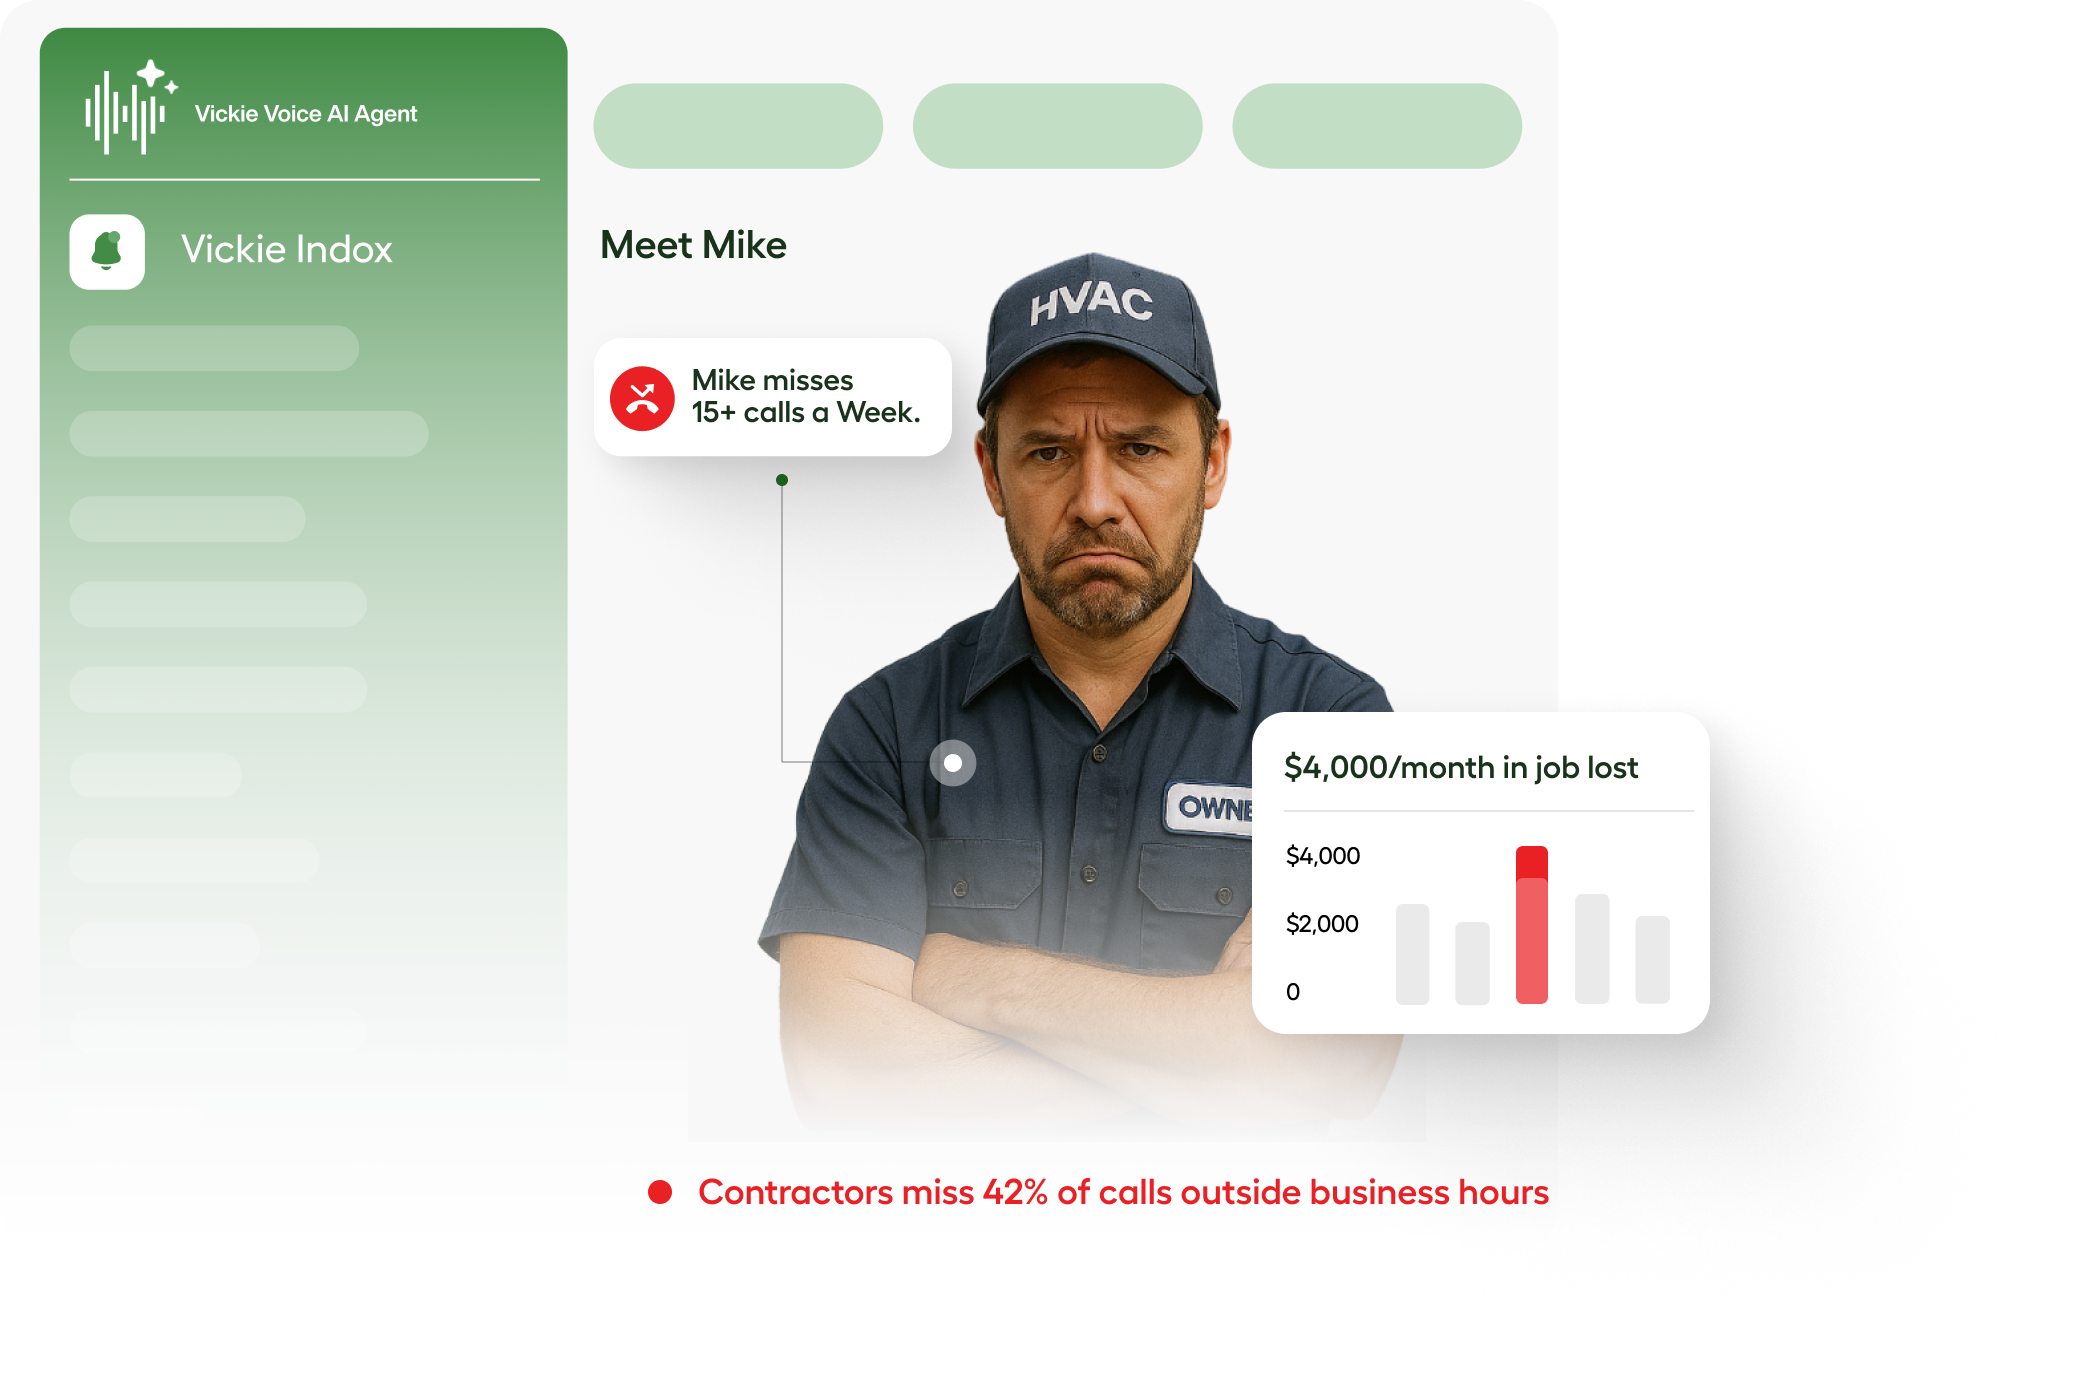 Vickie Voice AI Agent
Vickie Indox
Meet Mike
HVAC
Mike misses
15+ calls a Week.
OWNE
$4,000/month in job lost
$4,000
$2,000
0
Contractors miss 42% of calls outside business hours